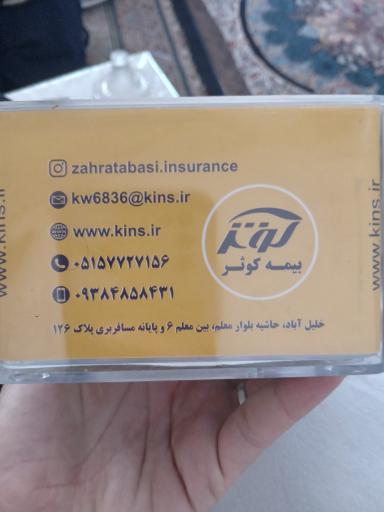 zahratabasi.insurance
kw6836@kins.ir
www.kins.ir
۰۵۱۵۷۷۲۷۱۵۶
۰۹۳۸۴۸۵۸۴۳۱
کوثر
بیمه کوثر
خلیل آباد، حاشیه بلوار معلم، بین معلم ۶ و پایانه مسافربری پلاک ۱۲۶
www.kins.ir
www.kins.ir